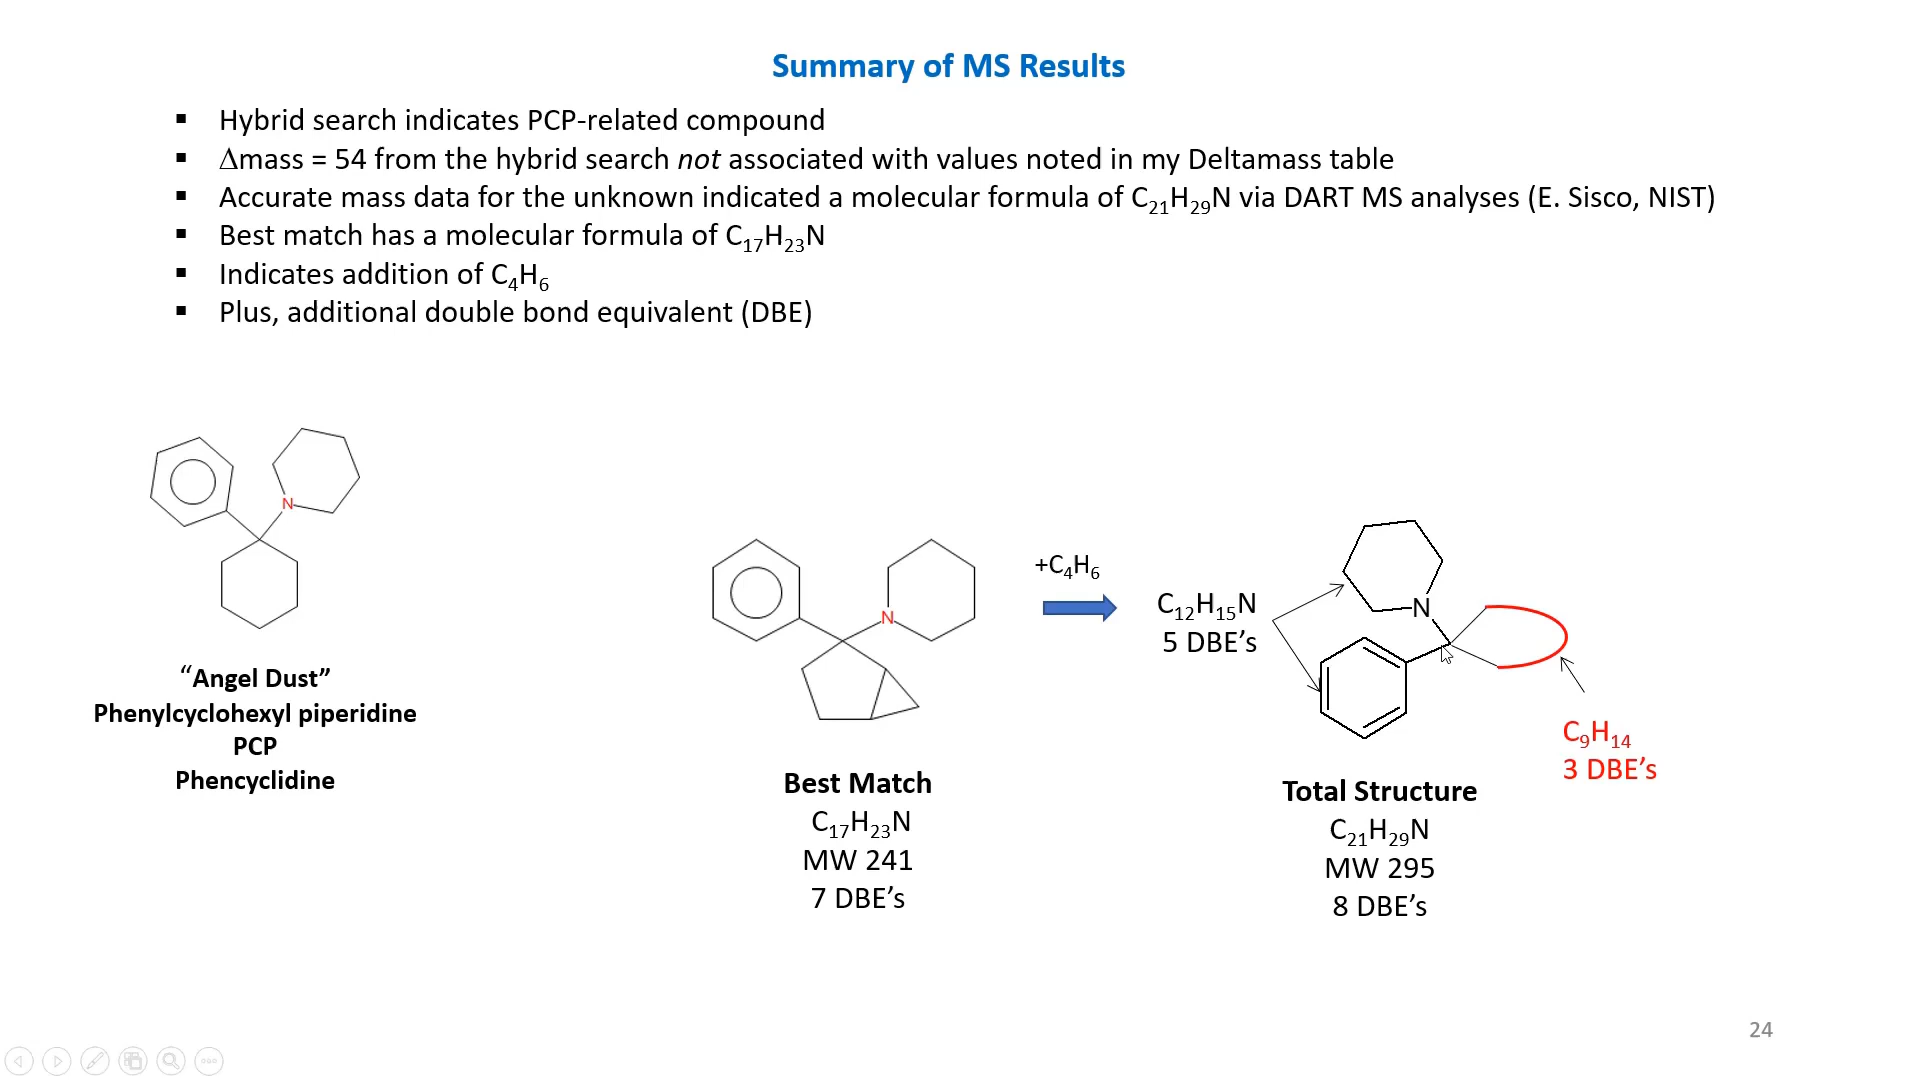 Summary of MS Results
▪ Hybrid search indicates PCP-related compound
▪ Δmass = 54 from the hybrid search not associated with values noted in my Deltamass table
▪ Accurate mass data for the unknown indicated a molecular formula of C₂₁H₂₉N via DART MS analyses (E. Sisco, NIST)
▪ Best match has a molecular formula of C₁₇H₂₃N
▪ Indicates addition of C₄H₆
▪ Plus, additional double bond equivalent (DBE)
N
“Angel Dust”
Phenylcyclohexyl piperidine
PCP
Phencyclidine
N
Best Match
C₁₇H₂₃N
MW 241
7 DBE’s
+C₄H₆
C₁₂H₁₅N
5 DBE’s
N
C₉H₁₄
3 DBE’s
Total Structure
C₂₁H₂₉N
MW 295
8 DBE’s
24